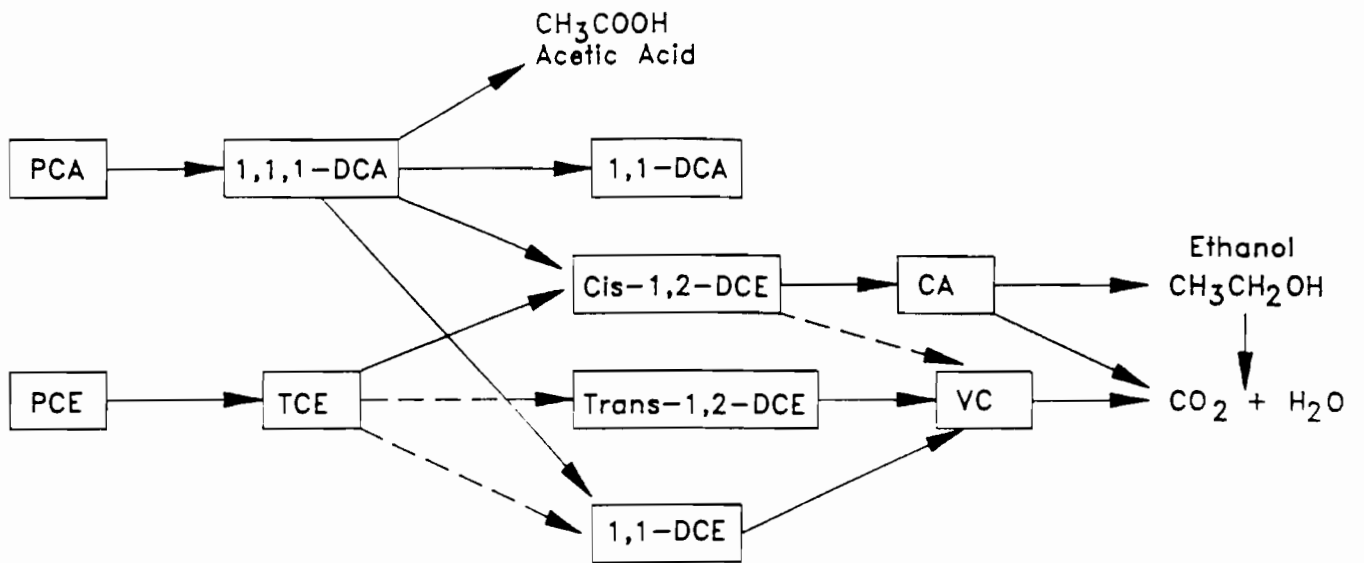 CH3COOH
Acetic Acid
PCA
1,1,1-DCA
1,1-DCA
Cis-1,2-DCE
CA
Ethanol
CH3CH2OH
PCE
TCE
Trans-1,2-DCE
VC
CO2 + H2O
1,1-DCE